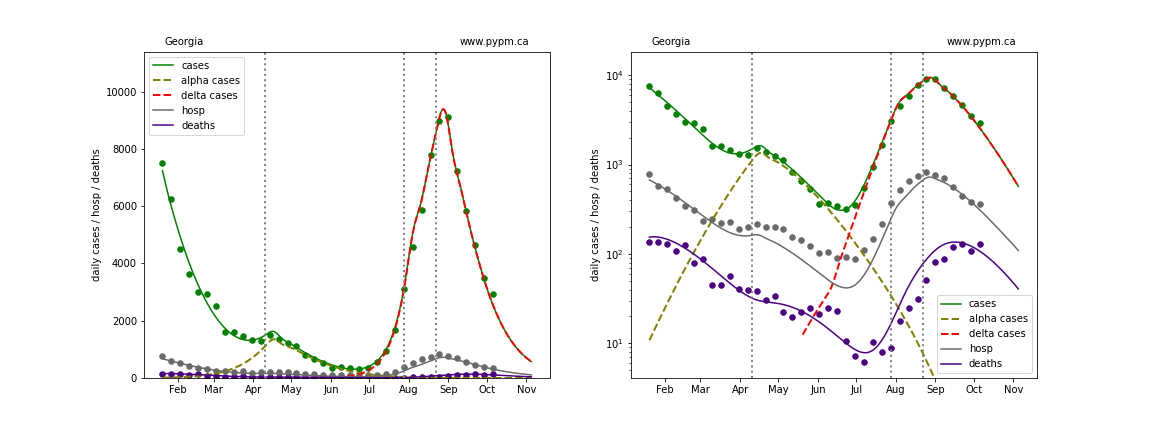 Georgia www.pypm.ca
cases
alpha cases
delta cases
hosp
deaths
daily cases / hosp / deaths
10000
8000
6000
4000
2000
0
Feb Mar Apr May Jun Jul Aug Sep Oct Nov
Georgia www.pypm.ca
daily cases / hosp / deaths
10⁴
10³
10²
10¹
cases
alpha cases
delta cases
hosp
deaths
Feb Mar Apr May Jun Jul Aug Sep Oct Nov